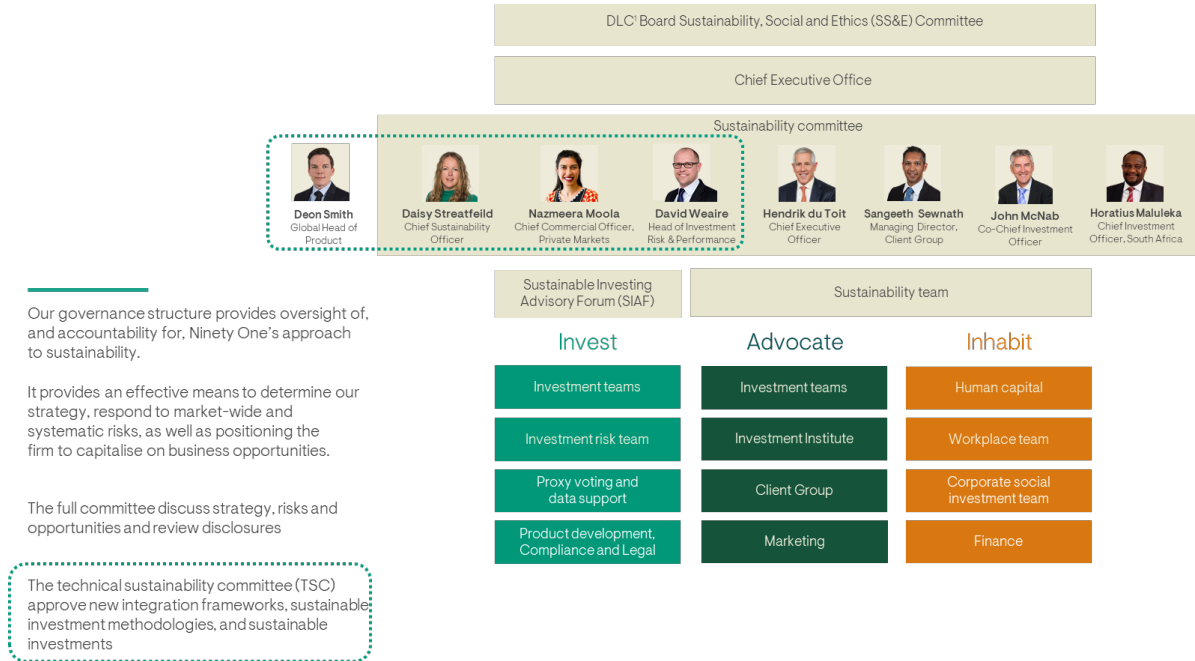 DLC¹ Board Sustainability, Social and Ethics (SS&E) Committee
Chief Executive Office
Sustainability committee
Deon Smith
Global Head of
Product
Daisy Streatfeild
Chief Sustainability
Officer
Nazmeera Moola
Chief Commercial Officer,
Private Markets
David Weaire
Head of Investment
Risk & Performance
Hendrik du Toit
Chief Executive
Officer
Sangeeth Sewnath
Managing Director,
Client Group
John McNab
Co-Chief Investment
Officer
Horatius Maluleka
Chief Investment
Officer, South Africa
Sustainable Investing
Advisory Forum (SIAF)
Sustainability team
Our governance structure provides oversight of,
and accountability for, Ninety One's approach
to sustainability.
It provides an effective means to determine our
strategy, respond to market-wide and
systematic risks, as well as positioning the
firm to capitalise on business opportunities.
The full committee discuss strategy, risks and
opportunities and review disclosures
The technical sustainability committee (TSC)
approve new integration frameworks, sustainable
investment methodologies, and sustainable
investments
Invest
Investment teams
Investment risk team
Proxy voting and
data support
Product development,
Compliance and Legal
Advocate
Investment teams
Investment Institute
Client Group
Marketing
Inhabit
Human capital
Workplace team
Corporate social
investment team
Finance